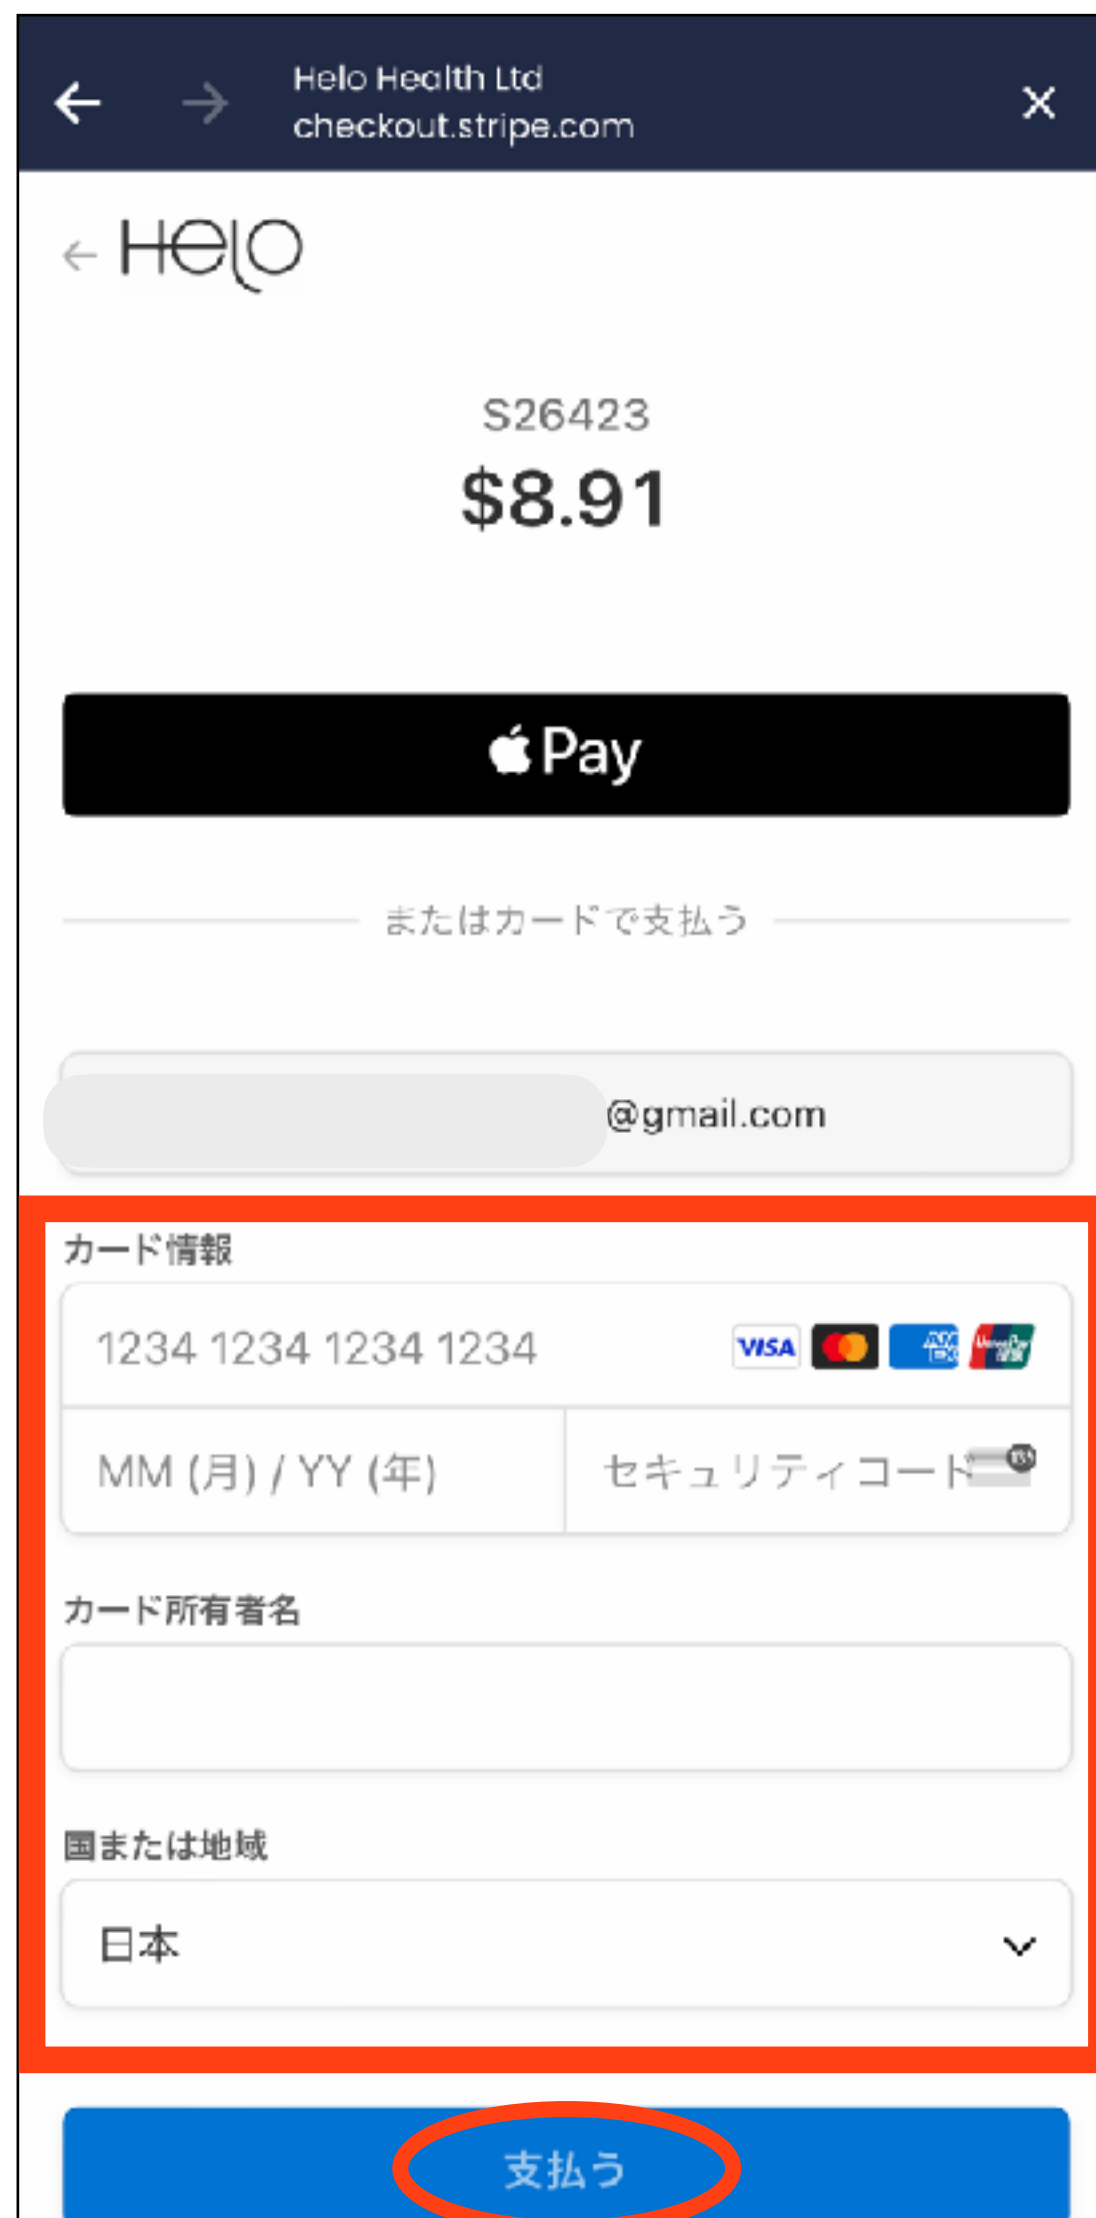 Helo Health Ltd
checkout.stripe.com
Helo
S26423
$8.91
Pay
またはカードで支払う
@gmail.com
カード情報
1234 1234 1234 1234
VISA
MM (月) / YY (年)
セキュリティコード
カード所有者名
国または地域
日本
支払う